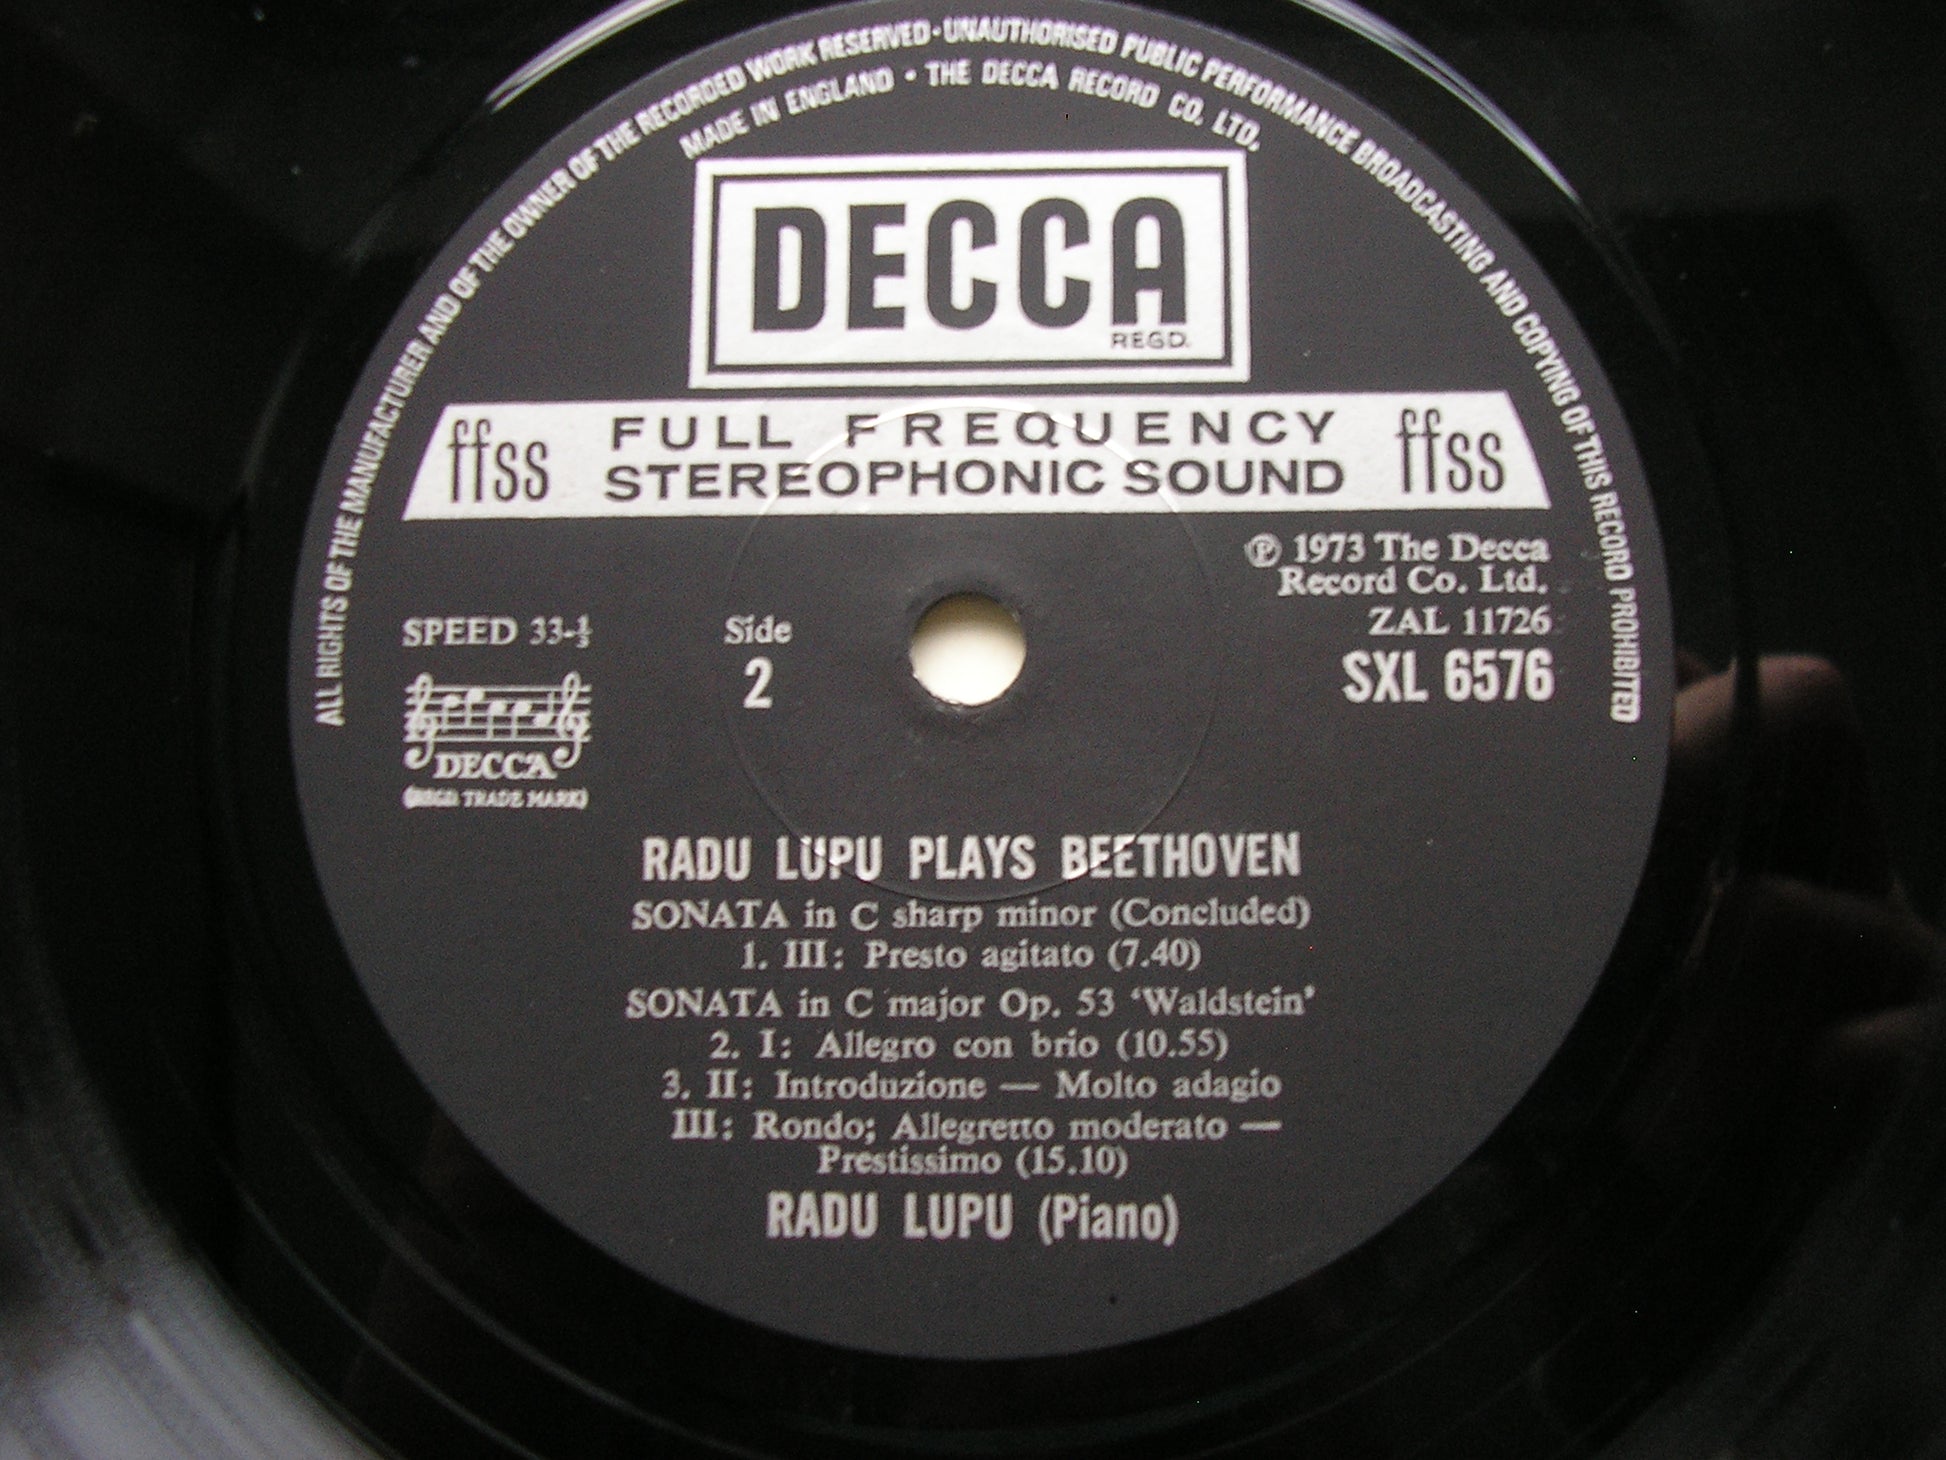 ALL RIGHTS OF THE MANUFACTURER AND OF THE OWNER OF THE RECORDED WORK RESERVED · UNAUTHORISED PUBLIC PERFORMANCE BROADCASTING AND COPYING OF THIS RECORD PROHIBITED
MADE IN ENGLAND • THE DECCA RECORD CO. LTD.
DECCA
REGD.
ffss FULL FREQUENCY ffss
STEREOPHONIC SOUND
℗ 1973 The Decca
Record Co. Ltd.
ZAL 11726
SPEED 33-⅓
Side
2
SXL 6576
DECCA
(REGD. TRADE MARK)
RADU LUPU PLAYS BEETHOVEN
SONATA in C sharp minor (Concluded)
1. III: Presto agitato (7.40)
SONATA in C major Op. 53 ‘Waldstein’
2. I: Allegro con brio (10.55)
3. II: Introduzione — Molto adagio
III: Rondo; Allegretto moderato —
Prestissimo (15.10)
RADU LUPU (Piano)